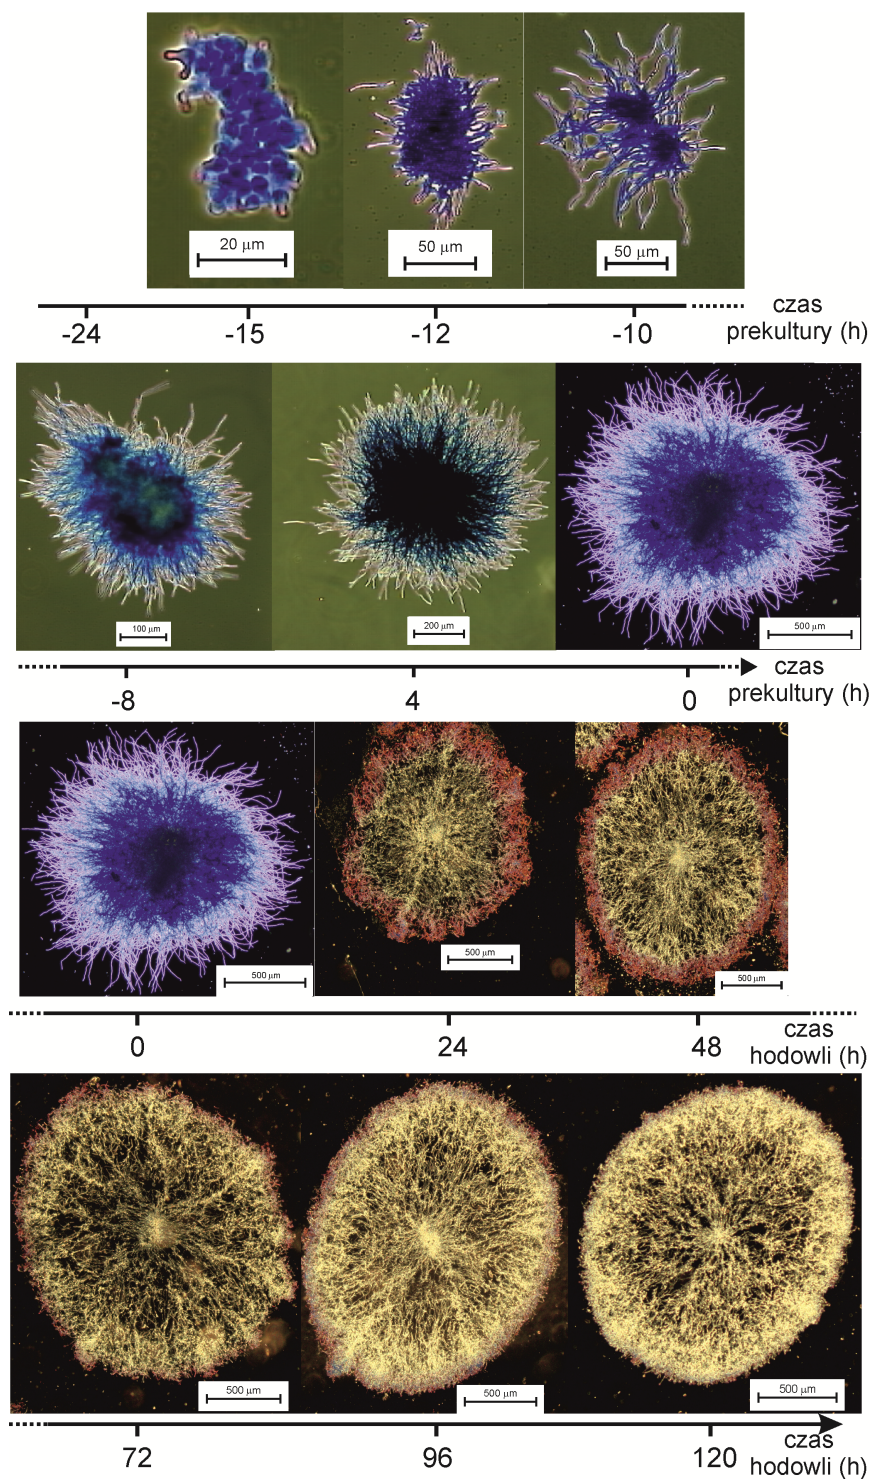 20 μm
50 μm
50 μm
-24
-15
-12
-10
czas
prekultury (h)
100 μm
200 μm
500 μm
-8
4
0
czas
prekultury (h)
500 μm
500 μm
500 μm
0
24
48
czas
hodowli (h)
500 μm
500 μm
500 μm
72
96
120
czas
hodowli (h)